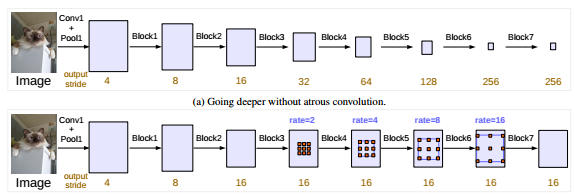 Conv1
+
Pool1
Block1 Block2 Block3 Block4 Block5 Block6 Block7
Image
output
stride
4 8 16 32 64 128 256 256
(a) Going deeper without atrous convolution.
Conv1
+
Pool1
rate=2 rate=4 rate=8 rate=16
Block1 Block2 Block3 Block4 Block5 Block6 Block7
Image
output
stride
4 8 16 16 16 16 16 16